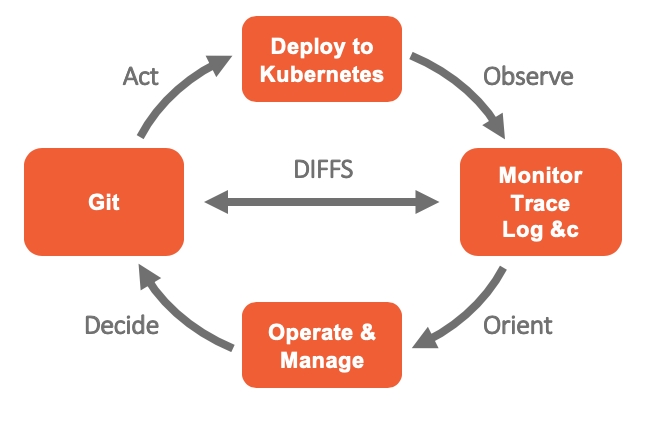 Deploy to
Kubernetes
Act
Observe
DIFFS
Git
Monitor
Trace
Log &c
Decide
Orient
Operate &
Manage